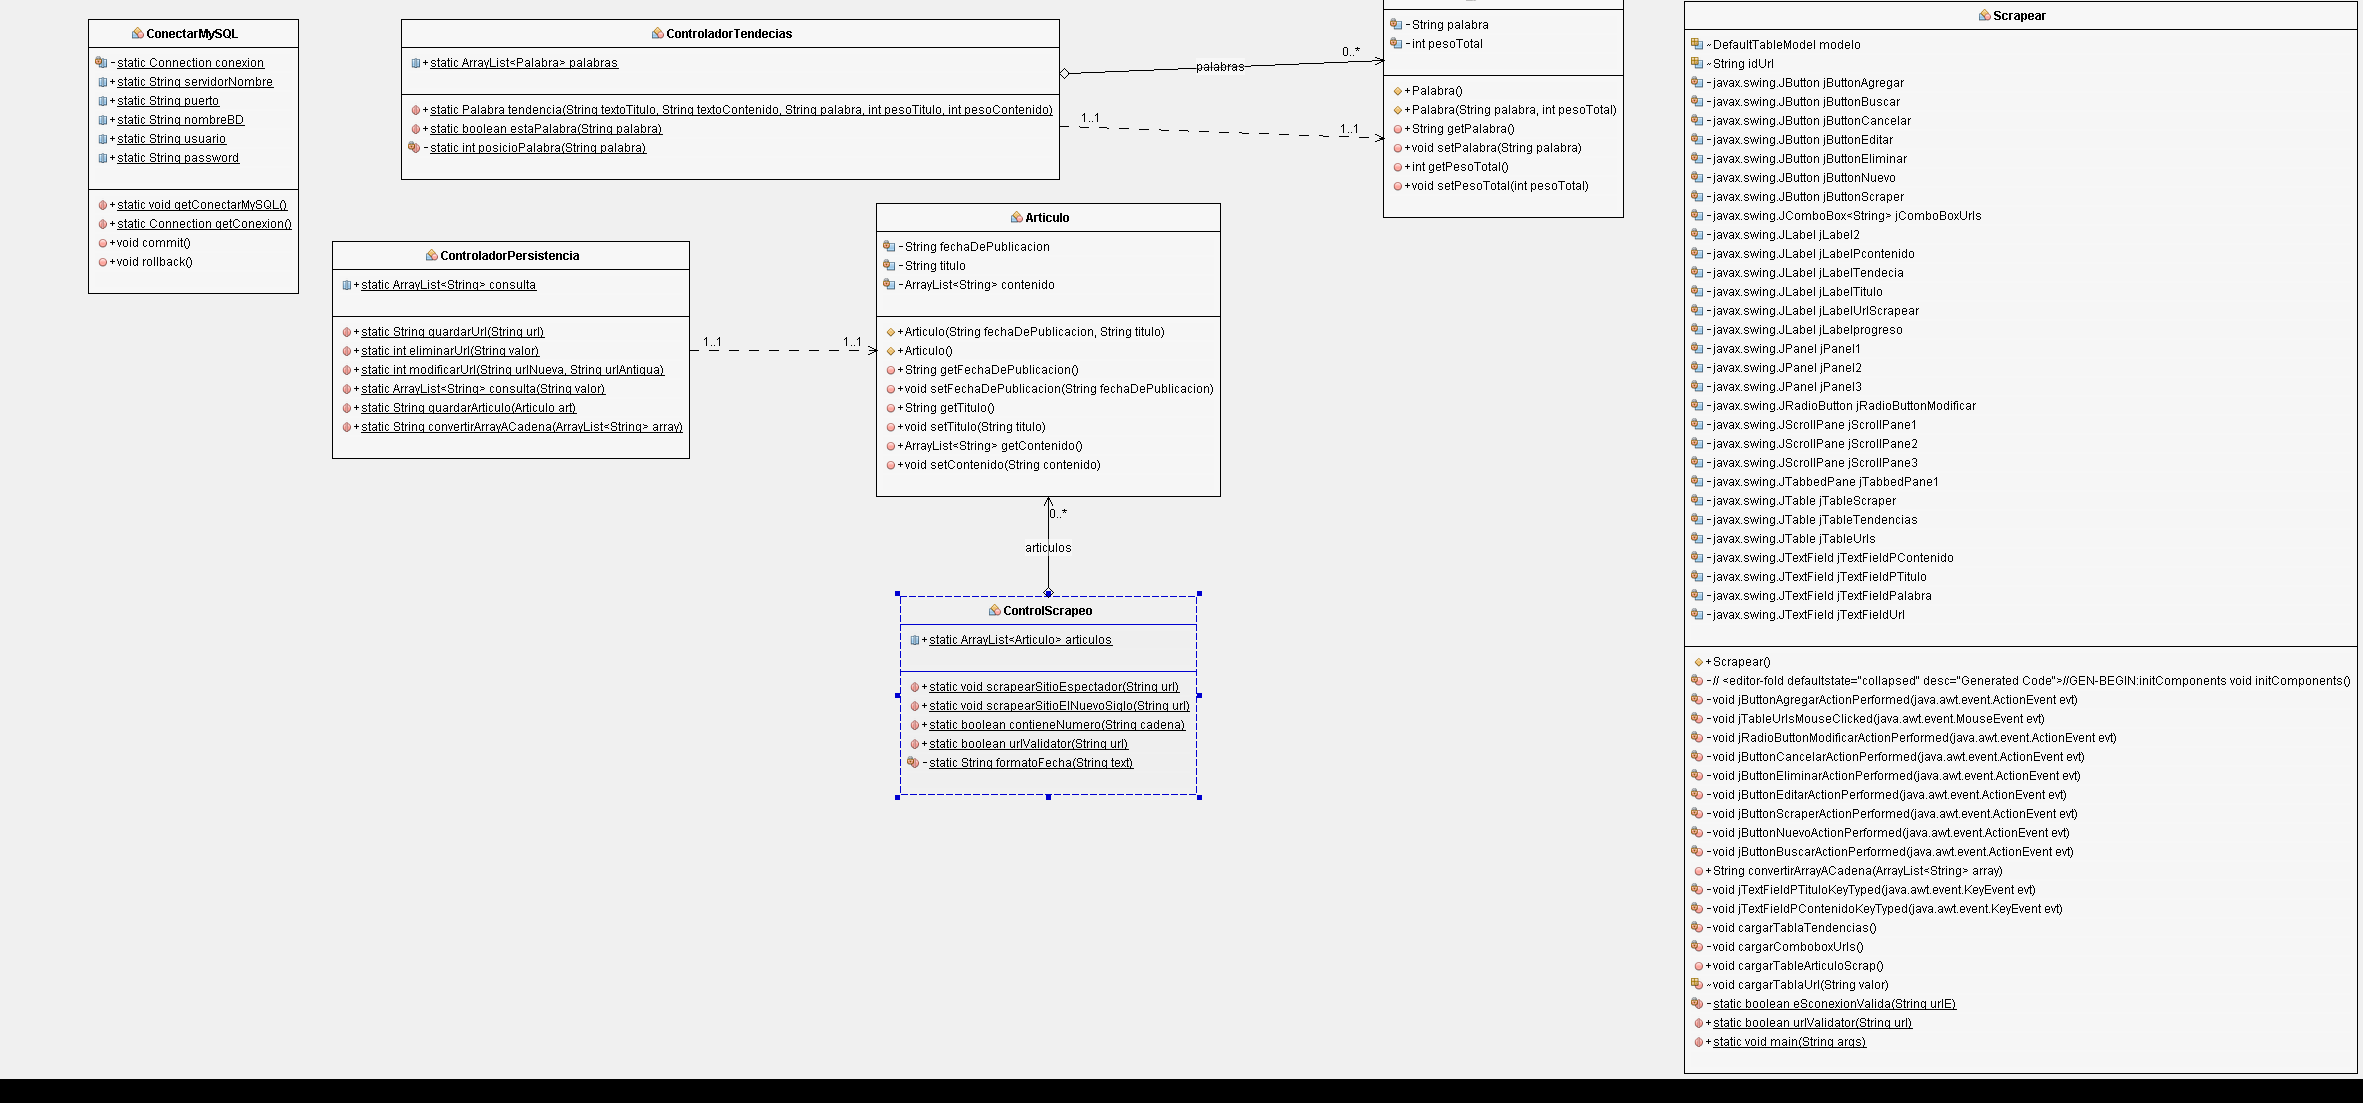 ConectarMySQL
- static Connection conexion
+ static String servidorNombre
+ static String puerto
+ static String nombreBD
+ static String usuario
+ static String password
+ static void getConectarMySQL()
+ static Connection getConexion()
+void commit()
+void rollback()
ControladorTendecias
+ static ArrayList<Palabra> palabras
+ static Palabra tendencia(String textoTitulo, String textoContenido, String palabra, int pesoTitulo, int pesoContenido)
+ static boolean estaPalabra(String palabra)
- static int posicioPalabra(String palabra)
palabras
0..*
1..1
1..1
-String palabra
-int pesoTotal
+Palabra()
+Palabra(String palabra, int pesoTotal)
+String getPalabra()
+void setPalabra(String palabra)
+int getPesoTotal()
+void setPesoTotal(int pesoTotal)
ControladorPersistencia
+ static ArrayList<String> consulta
+ static String guardarUrl(String url)
+ static int eliminarUrl(String valor)
+ static int modificarUrl(String urlNueva, String urlAntigua)
+ static ArrayList<String> consulta(String valor)
+ static String guardarArticulo(Articulo art)
+ static String convertirArrayACadena(ArrayList<String> array)
1..1
1..1
Articulo
-String fechaDePublicacion
-String titulo
-ArrayList<String> contenido
+Articulo(String fechaDePublicacion, String titulo)
+Articulo()
+String getFechaDePublicacion()
+void setFechaDePublicacion(String fechaDePublicacion)
+String getTitulo()
+void setTitulo(String titulo)
+ArrayList<String> getContenido()
+void setContenido(String contenido)
0..*
articulos
ControlScrapeo
+ static ArrayList<Articulo> articulos
+ static void scrapearSitioEspectador(String url)
+ static void scrapearSitioElNuevoSiglo(String url)
+ static boolean contieneNumero(String cadena)
+ static boolean urlValidator(String url)
- static String formatoFecha(String text)
Scrapear
~DefaultTableModel modelo
~String idUrl
-javax.swing.JButton jButtonAgregar
-javax.swing.JButton jButtonBuscar
-javax.swing.JButton jButtonCancelar
-javax.swing.JButton jButtonEditar
-javax.swing.JButton jButtonEliminar
-javax.swing.JButton jButtonNuevo
-javax.swing.JButton jButtonScraper
-javax.swing.JComboBox<String> jComboBoxUrls
-javax.swing.JLabel jLabel2
-javax.swing.JLabel jLabelPcontenido
-javax.swing.JLabel jLabelTendecia
-javax.swing.JLabel jLabelTitulo
-javax.swing.JLabel jLabelUrlScrapear
-javax.swing.JLabel jLabelprogreso
-javax.swing.JPanel jPanel1
-javax.swing.JPanel jPanel2
-javax.swing.JPanel jPanel3
-javax.swing.JRadioButton jRadioButtonModificar
-javax.swing.JScrollPane jScrollPane1
-javax.swing.JScrollPane jScrollPane2
-javax.swing.JScrollPane jScrollPane3
-javax.swing.JTabbedPane jTabbedPane1
-javax.swing.JTable jTableScraper
-javax.swing.JTable jTableTendencias
-javax.swing.JTable jTableUrls
-javax.swing.JTextField jTextFieldPContenido
-javax.swing.JTextField jTextFieldPTitulo
-javax.swing.JTextField jTextFieldPalabra
-javax.swing.JTextField jTextFieldUrl
+Scrapear()
-// <editor-fold defaultstate="collapsed" desc="Generated Code">//GEN-BEGIN:initComponents void initComponents()
-void jButtonAgregarActionPerformed(java.awt.event.ActionEvent evt)
-void jTableUrlsMouseClicked(java.awt.event.MouseEvent evt)
-void jRadioButtonModificarActionPerformed(java.awt.event.ActionEvent evt)
-void jButtonCancelarActionPerformed(java.awt.event.ActionEvent evt)
-void jButtonEliminarActionPerformed(java.awt.event.ActionEvent evt)
-void jButtonEditarActionPerformed(java.awt.event.ActionEvent evt)
-void jButtonScraperActionPerformed(java.awt.event.ActionEvent evt)
-void jButtonNuevoActionPerformed(java.awt.event.ActionEvent evt)
-void jButtonBuscarActionPerformed(java.awt.event.ActionEvent evt)
+String convertirArrayACadena(ArrayList<String> array)
-void jTextFieldPTituloKeyTyped(java.awt.event.KeyEvent evt)
-void jTextFieldPContenidoKeyTyped(java.awt.event.KeyEvent evt)
-void cargarTablaTendencias()
-void cargarComboboxUrls()
+void cargarTableArticuloScrap()
~void cargarTablaUrl(String valor)
- static boolean eSconexionValida(String urlE)
+ static boolean urlValidator(String url)
+ static void main(String args)